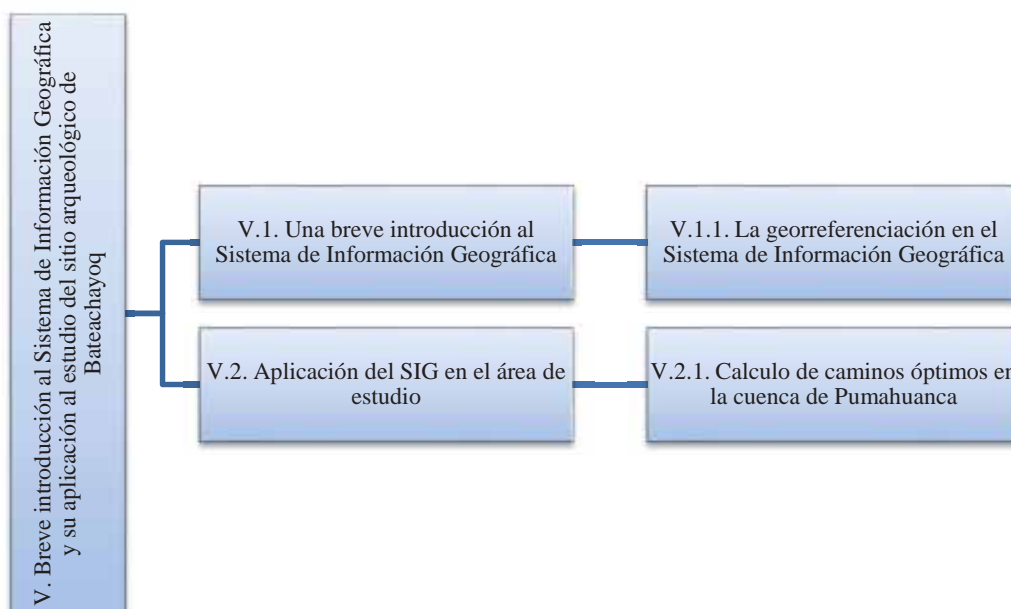 V. Breve introducción al Sistema de Información Geográfica
y su aplicación al estudio del sitio arqueológico de
Bateachayoq
V.1. Una breve introducción al
Sistema de Información Geográfica
V.1.1. La georreferenciación en el
Sistema de Información Geográfica
V.2. Aplicación del SIG en el área de
estudio
V.2.1. Calculo de caminos óptimos en
la cuenca de Pumahuanca